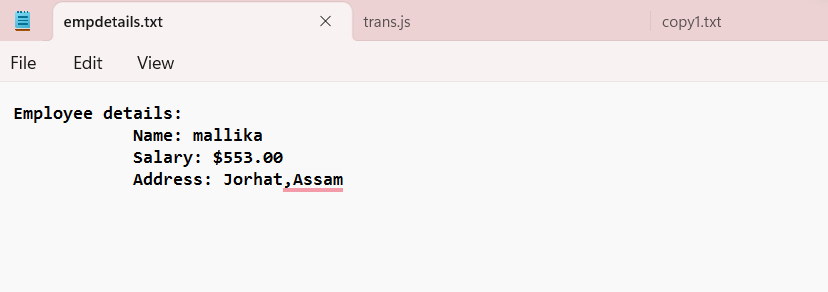 empdetails.txt trans.js copy1.txt
File Edit View
Employee details:
Name: mallika
Salary: $553.00
Address: Jorhat,Assam